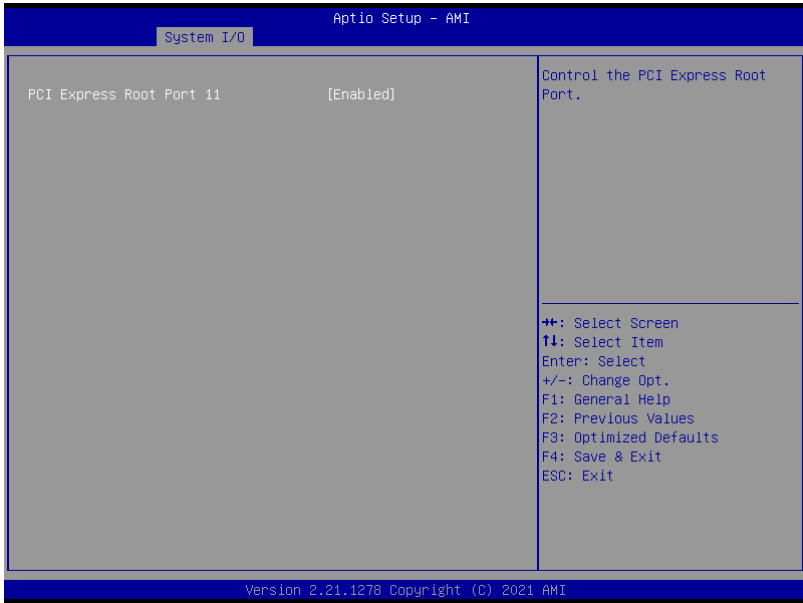 Aptio Setup – AMI
System I/O
PCI Express Root Port 11 [Enabled]
Control the PCI Express Root
Port.
→←: Select Screen
↑↓: Select Item
Enter: Select
+/-: Change Opt.
F1: General Help
F2: Previous Values
F3: Optimized Defaults
F4: Save & Exit
ESC: Exit
Version 2.21.1278 Copyright (C) 2021 AMI